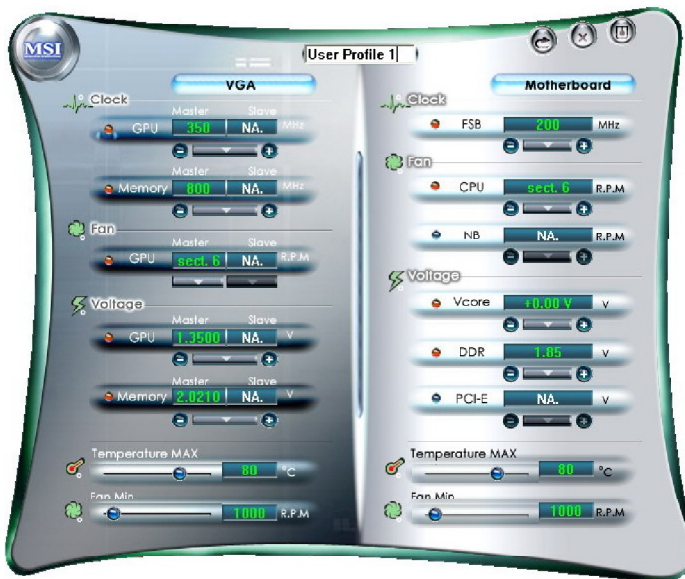 MSI
User Profile 1
VGA
Clock
Master Slave
GPU 350 NA. MHz
Master Slave
Memory 800 NA. MHz
Fan
Master Slave
GPU sect. 6 NA. R.P.M
Voltage
Master Slave
GPU 1.3500 NA. V
Master Slave
Memory 2.0210 NA. V
Temperature MAX
80 °C
Fan Min
1000 R.P.M
Motherboard
Clock
FSB 200 MHz
Fan
CPU sect. 6 R.P.M
NB NA. R.P.M
Voltage
Vcore +0.00 V V
DDR 1.85 V
PCI-E NA. V
Temperature MAX
80 °C
Fan Min
1000 R.P.M